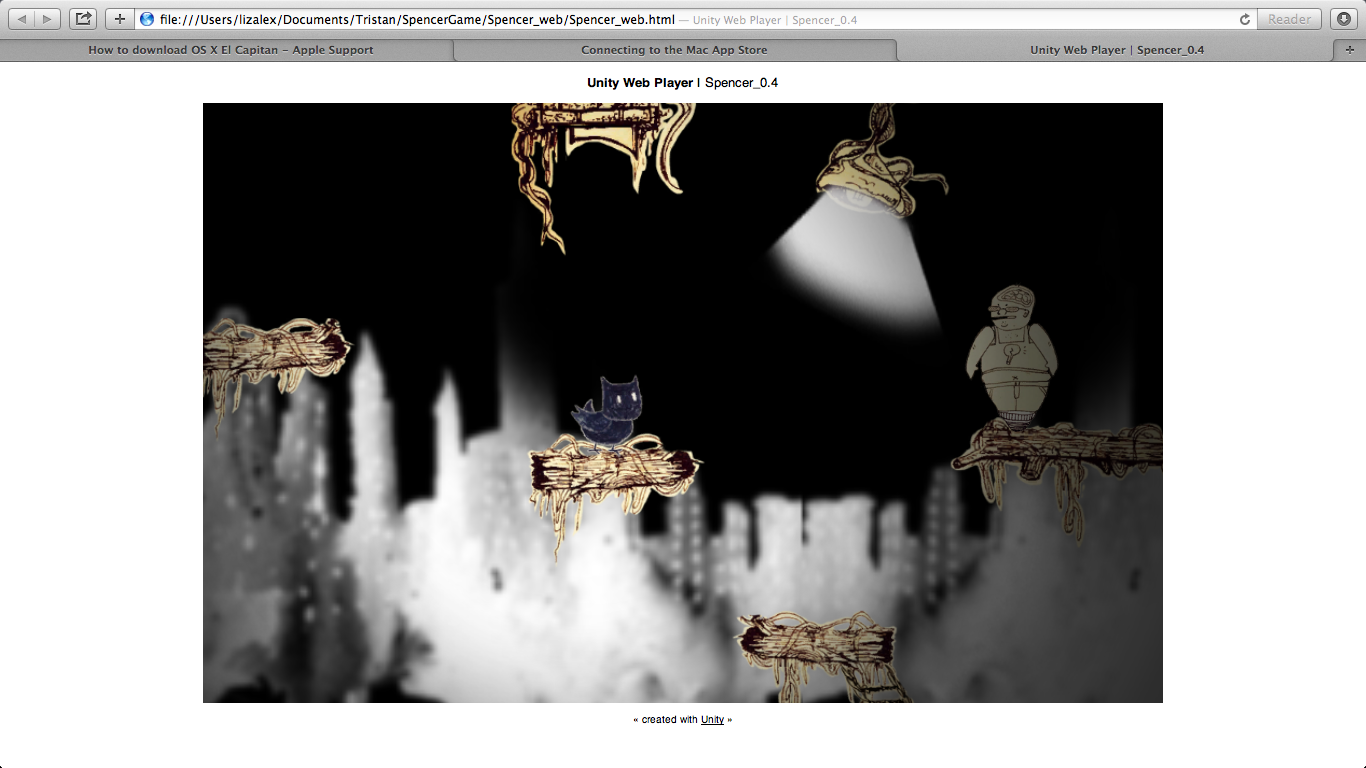 file:///Users/lizalex/Documents/Tristan/SpencerGame/Spencer_web/Spencer_web.html — Unity Web Player | Spencer_0.4
Reader
How to download OS X El Capitan - Apple Support
Connecting to the Mac App Store
Unity Web Player | Spencer_0.4
Unity Web Player | Spencer_0.4
« created with Unity »